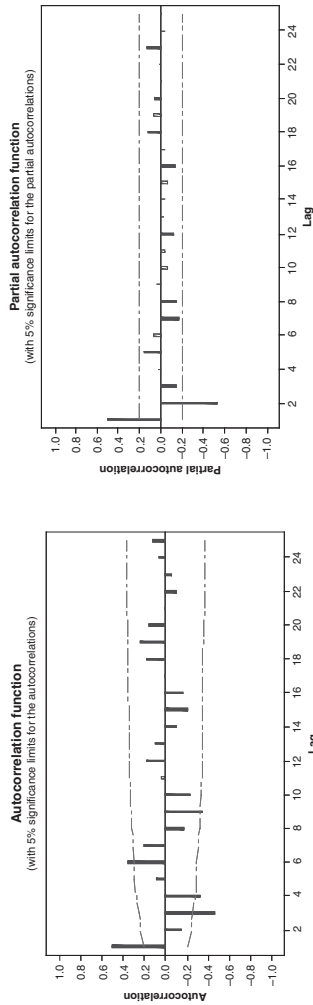 Autocorrelation function
(with 5% significance limits for the autocorrelations)
1.0
0.8
0.6
0.4
0.2
0.0
−0.2
−0.4
−0.6
−0.8
−1.0
Autocorrelation
2 4 6 8 10 12 14 16 18 20 22 24
Partial autocorrelation function
(with 5% significance limits for the partial autocorrelations)
1.0
0.8
0.6
0.4
0.2
0.0
−0.2
−0.4
−0.6
−0.8
−1.0
Partial autocorrelation
2 4 6 8 10 12 14 16 18 20 22 24
Lag